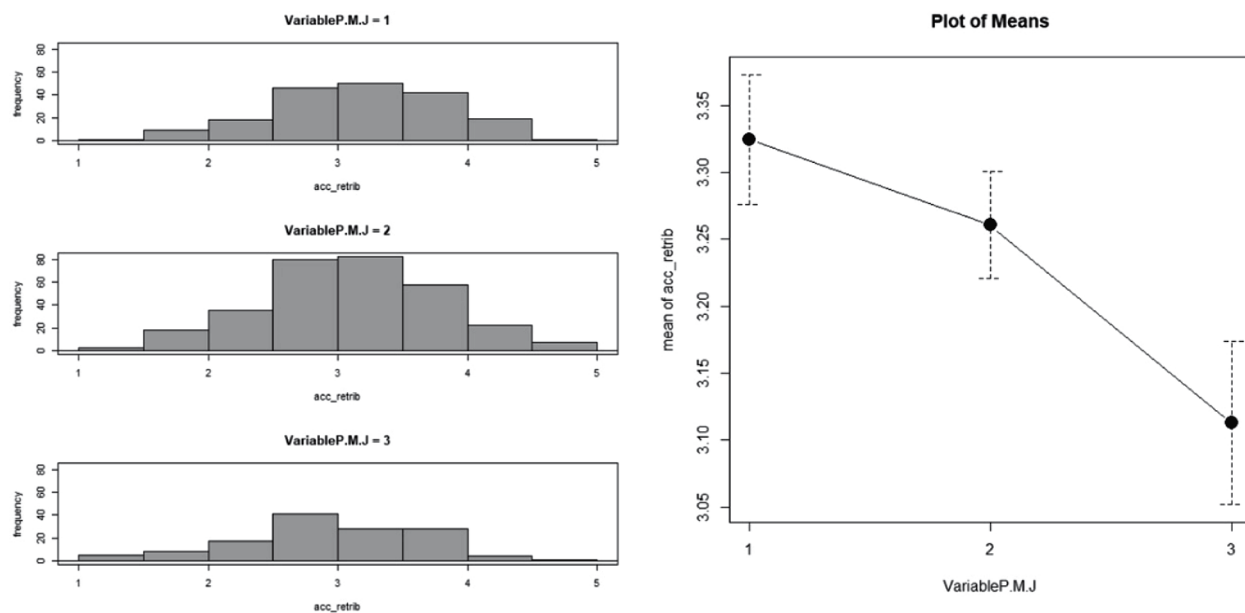 VariableP.M.J = 1
frequency
80
60
40
20
0
1 2 3 4 5
acc_retrib
VariableP.M.J = 2
frequency
80
60
40
20
0
1 2 3 4 5
acc_retrib
VariableP.M.J = 3
frequency
80
60
40
20
0
1 2 3 4 5
acc_retrib
Plot of Means
mean of acc_retrib
3.35
3.30
3.25
3.20
3.15
3.10
3.05
1 2 3
VariableP.M.J